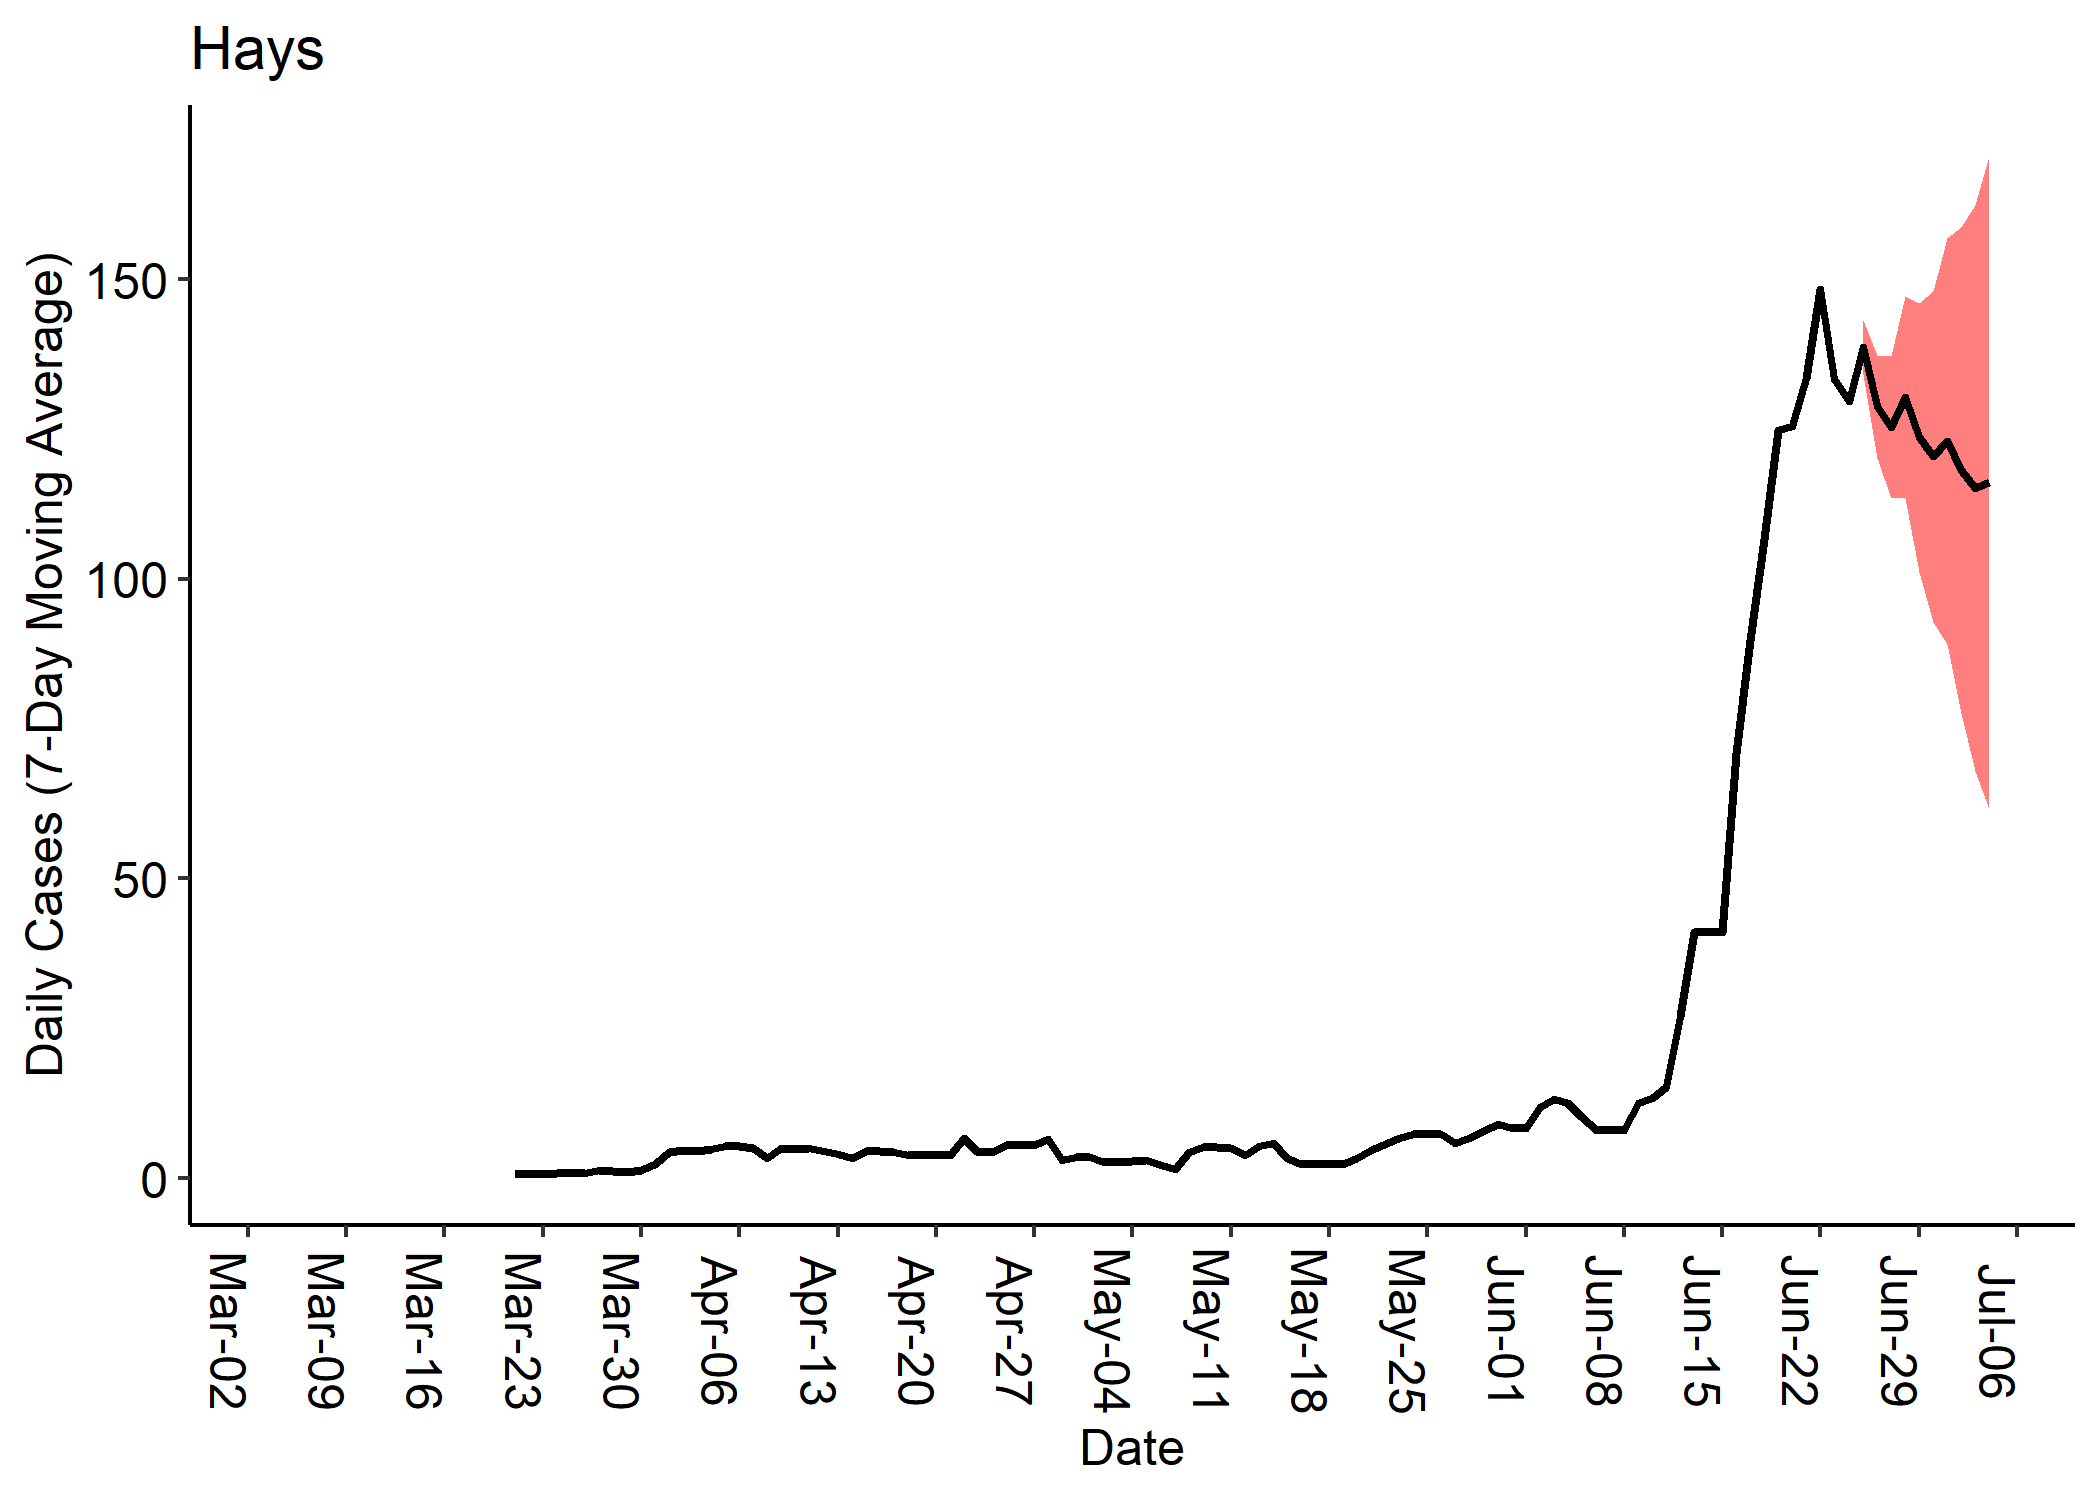 Hays
Daily Cases (7-Day Moving Average)
150
100
50
0
Mar-02
Mar-09
Mar-16
Mar-23
Mar-30
Apr-06
Apr-13
Apr-20
Apr-27
May-04
May-11
May-18
May-25
Jun-01
Jun-08
Jun-15
Jun-22
Jun-29
Jul-06
Date